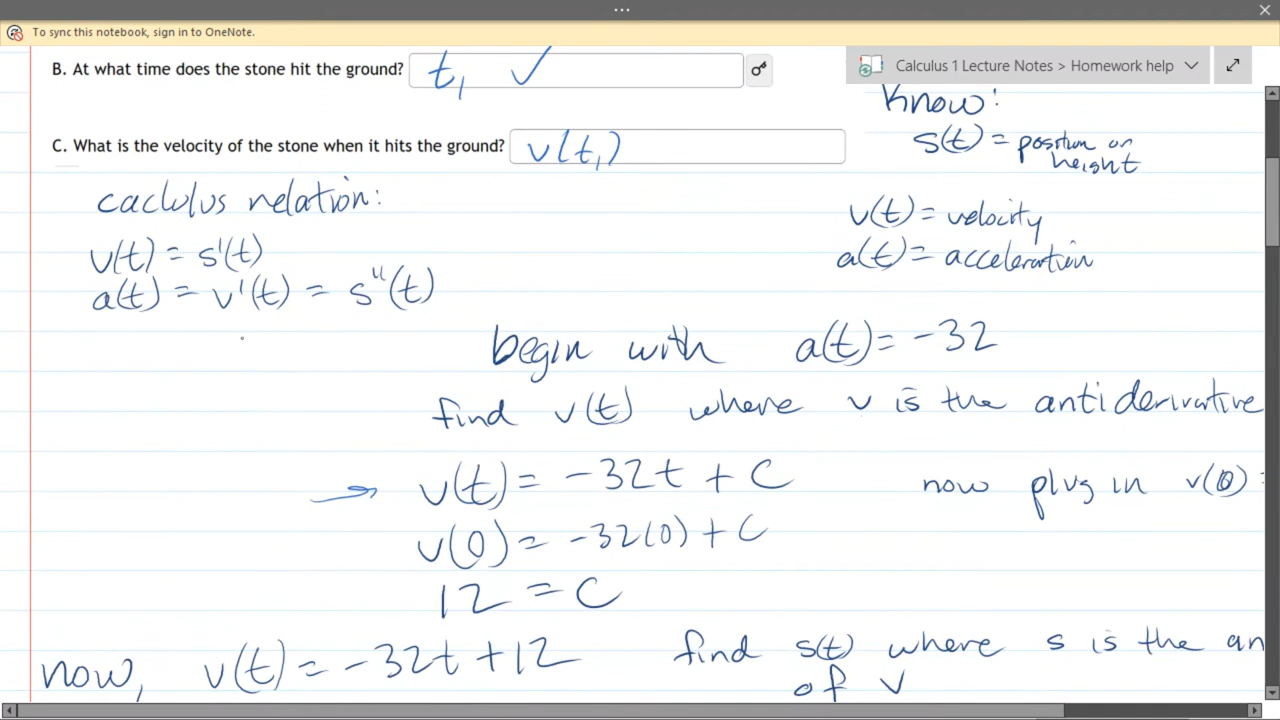 To sync this notebook, sign in to OneNote.
B. At what time does the stone hit the ground? t₁ ✓
Calculus 1 Lecture Notes > Homework help
Know:
s(t) = position or height
C. What is the velocity of the stone when it hits the ground? v(t₁)
caclulus relation:
v(t) = velocity
v(t) = s'(t)
a(t) = acceleration
a(t) = v'(t) = s"(t)
begin with a(t) = -32
find v(t) where v is the antiderivative
v(t) = -32t + C
now plug in v(0) =
v(0) = -32(0) + C
12 = C
now, v(t) = -32t + 12
find s(t) where s is the an
of v